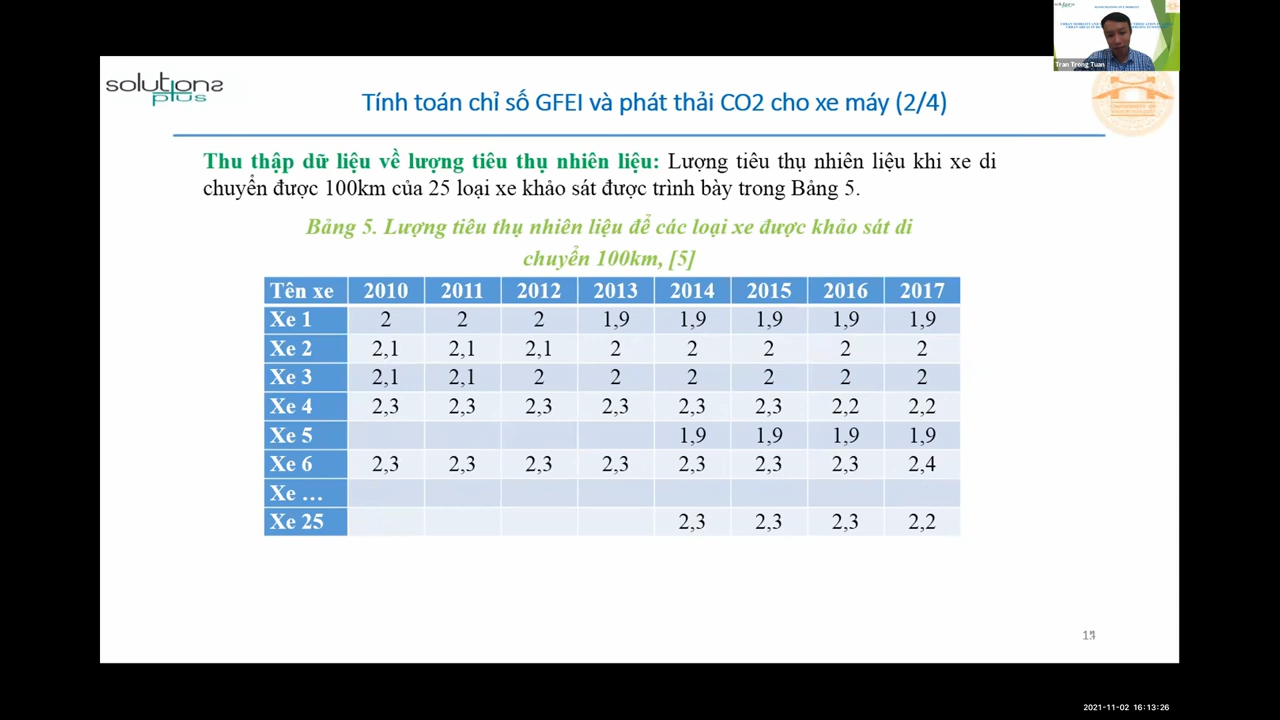 solutions
plus
Tran Trong Tuan
Tính toán chỉ số GFEI và phát thải CO2 cho xe máy (2/4)
Thu thập dữ liệu về lượng tiêu thụ nhiên liệu: Lượng tiêu thụ nhiên liệu khi xe di
chuyển được 100km của 25 loại xe khảo sát được trình bày trong Bảng 5.
Bảng 5. Lượng tiêu thụ nhiên liệu để các loại xe được khảo sát di
chuyển 100km, [5]
Tên xe 2010 2011 2012 2013 2014 2015 2016 2017
Xe 1 2 2 2 1,9 1,9 1,9 1,9 1,9
Xe 2 2,1 2,1 2,1 2 2 2 2 2
Xe 3 2,1 2,1 2 2 2 2 2 2
Xe 4 2,3 2,3 2,3 2,3 2,3 2,3 2,2 2,2
Xe 5 1,9 1,9 1,9 1,9
Xe 6 2,3 2,3 2,3 2,3 2,3 2,3 2,3 2,4
Xe ...
Xe 25 2,3 2,3 2,3 2,2
2021-11-02 16:13:26